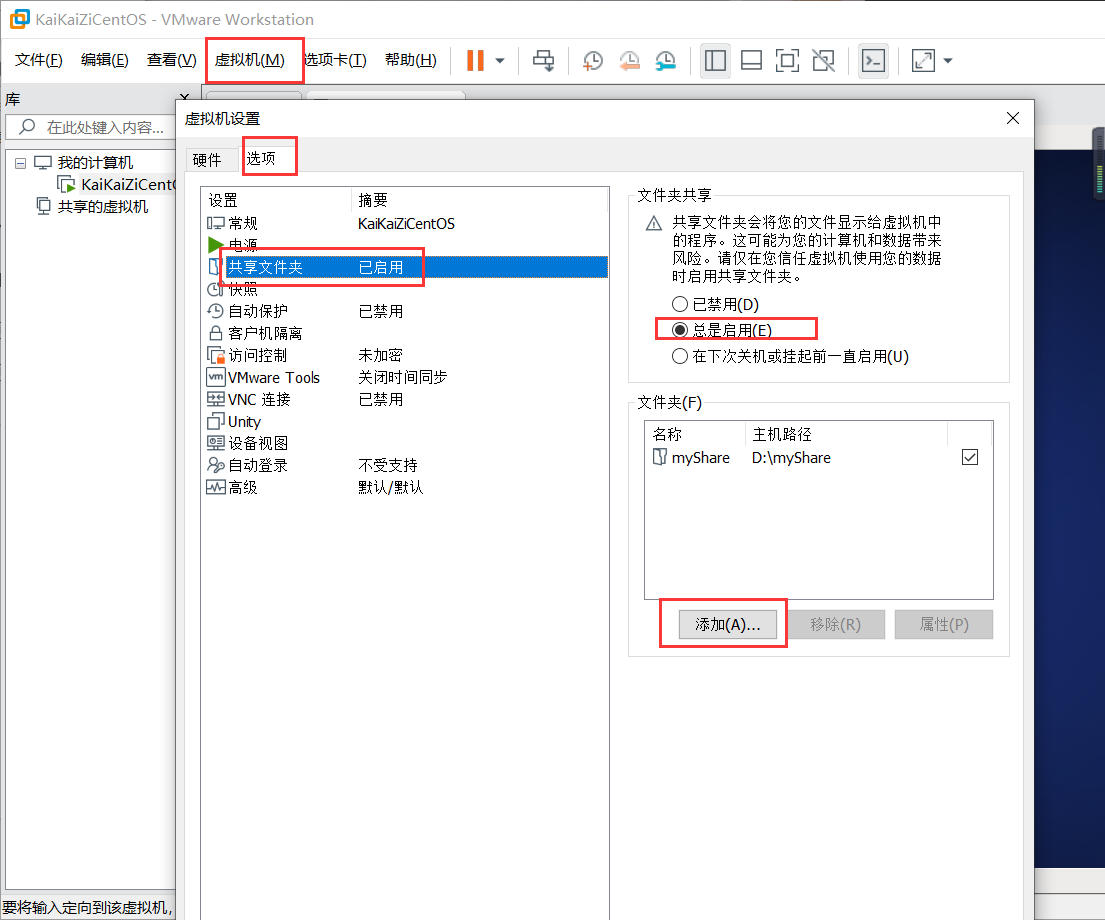 KaiKaiZiCentOS - VMware Workstation
文件(F) 编辑(E) 查看(V) 虚拟机(M) 选项卡(T) 帮助(H)
库
在此处键入内容...
我的计算机
KaiKaiZiCent
共享的虚拟机
虚拟机设置
硬件 选项
设置 摘要
常规 KaiKaiZiCentOS
电源
共享文件夹 已启用
快照
自动保护 已禁用
客户机隔离
访问控制 未加密
VMware Tools 关闭时间同步
VNC 连接 已禁用
Unity
设备视图
自动登录 不受支持
高级 默认/默认
文件夹共享
共享文件夹会将您的文件显示给虚拟机中
的程序。这可能为您的计算机和数据带来
风险。请仅在您信任虚拟机使用您的数据
时启用共享文件夹。
已禁用(D)
总是启用(E)
在下次关机或挂起前一直启用(U)
文件夹(F)
名称 主机路径
myShare D:\myShare
添加(A)... 移除(R) 属性(P)
要将输入定向到该虚拟机,